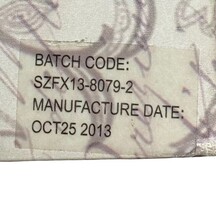 BATCH CODE:
SZFX13-8079-2
MANUFACTURE DATE:
OCT25 2013